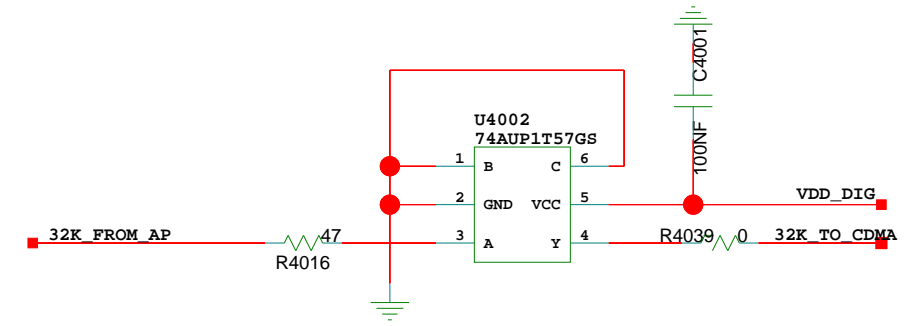 C4001
100NF
U4002
74AUP1T57GS
1 B C 6
2 GND VCC 5
VDD_DIG
32K_FROM_AP 47 3 A Y 4 R4039 0 32K_TO_CDMA
R4016